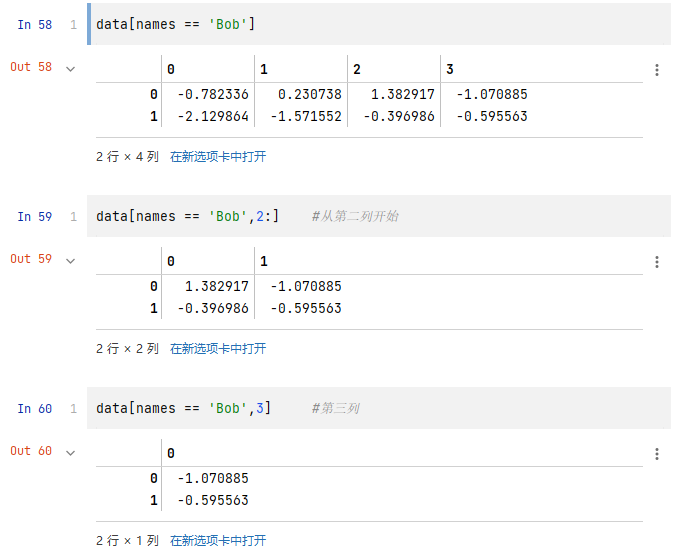 In 58 1 data[names == 'Bob']
Out 58
0 1 2 3
0 -0.782336 0.230738 1.382917 -1.070885
1 -2.129864 -1.571552 -0.396986 -0.595563
2 行 × 4 列 在新选项卡中打开
In 59 1 data[names == 'Bob',2:] #从第二列开始
Out 59
0 1
0 1.382917 -1.070885
1 -0.396986 -0.595563
2 行 × 2 列 在新选项卡中打开
In 60 1 data[names == 'Bob',3] #第三列
Out 60
0
0 -1.070885
1 -0.595563
2 行 × 1 列 在新选项卡中打开